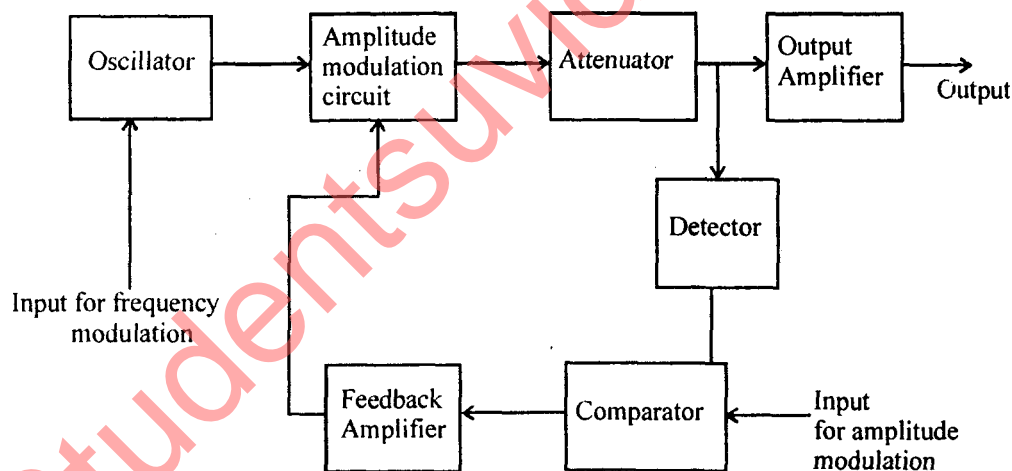 Oscillator
Amplitude
modulation
circuit
Attenuator
Output
Amplifier
Output
Detector
Input for frequency
modulation
Feedback
Amplifier
Comparator
Input
for amplitude
modulation
studentsuvi